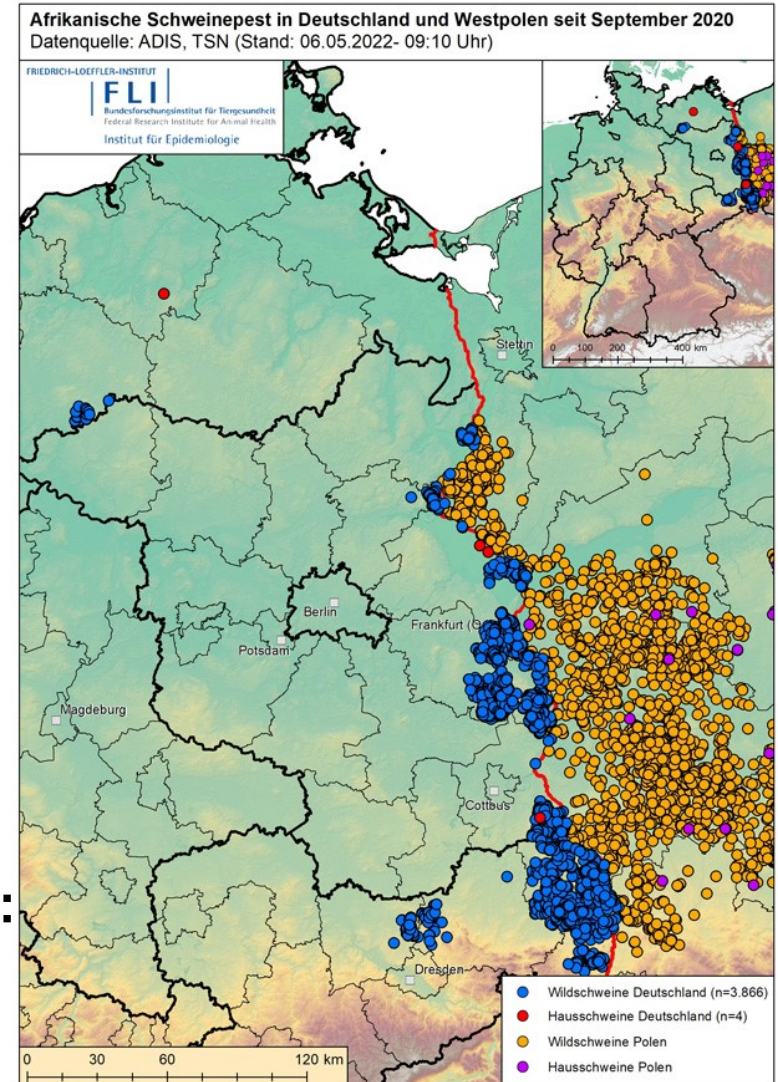 Afrikanische Schweinepest in Deutschland und Westpolen seit September 2020
Datenquelle: ADIS, TSN (Stand: 06.05.2022- 09:10 Uhr)
FRIEDRICH-LOEFFLER-INSTITUT
FLI
Bundesforschungsinstitut für Tiergesundheit
Federal Research Institute for Animal Health
Institut für Epidemiologie
0 100 200 400 km
Stettin
Berlin
Frankfurt (O
Potsdam
Magdeburg
Cottbus
Dresden
:
Wildschweine Deutschland (n=3.866)
Hausschweine Deutschland (n=4)
Wildschweine Polen
Hausschweine Polen
0 30 60 120 km